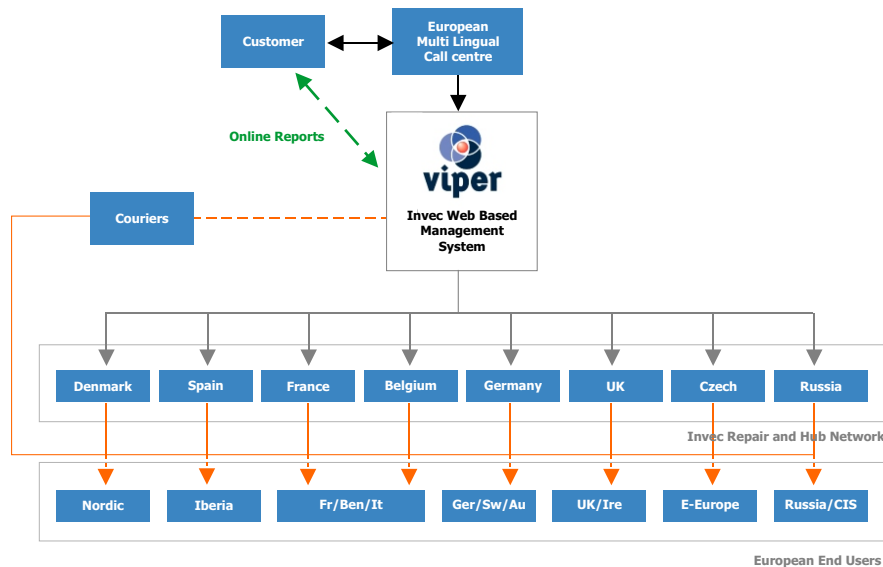 Customer
European
Multi Lingual
Call centre
Online Reports
viper
Invec Web Based
Management
System
Couriers
Denmark
Spain
France
Belgium
Germany
UK
Czech
Russia
Invec Repair and Hub Network
Nordic
Iberia
Fr/Ben/It
Ger/Sw/Au
UK/Ire
E-Europe
Russia/CIS
European End Users